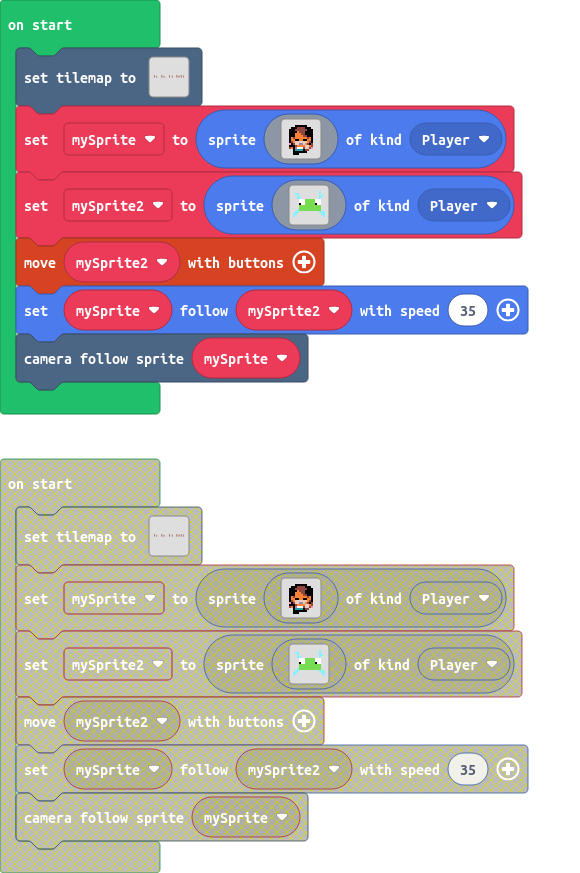 on start
set tilemap to
set mySprite to sprite of kind Player
set mySprite2 to sprite of kind Player
move mySprite2 with buttons
set mySprite follow mySprite2 with speed 35
camera follow sprite mySprite
on start
set tilemap to
set mySprite to sprite of kind Player
set mySprite2 to sprite of kind Player
move mySprite2 with buttons
set mySprite follow mySprite2 with speed 35
camera follow sprite mySprite